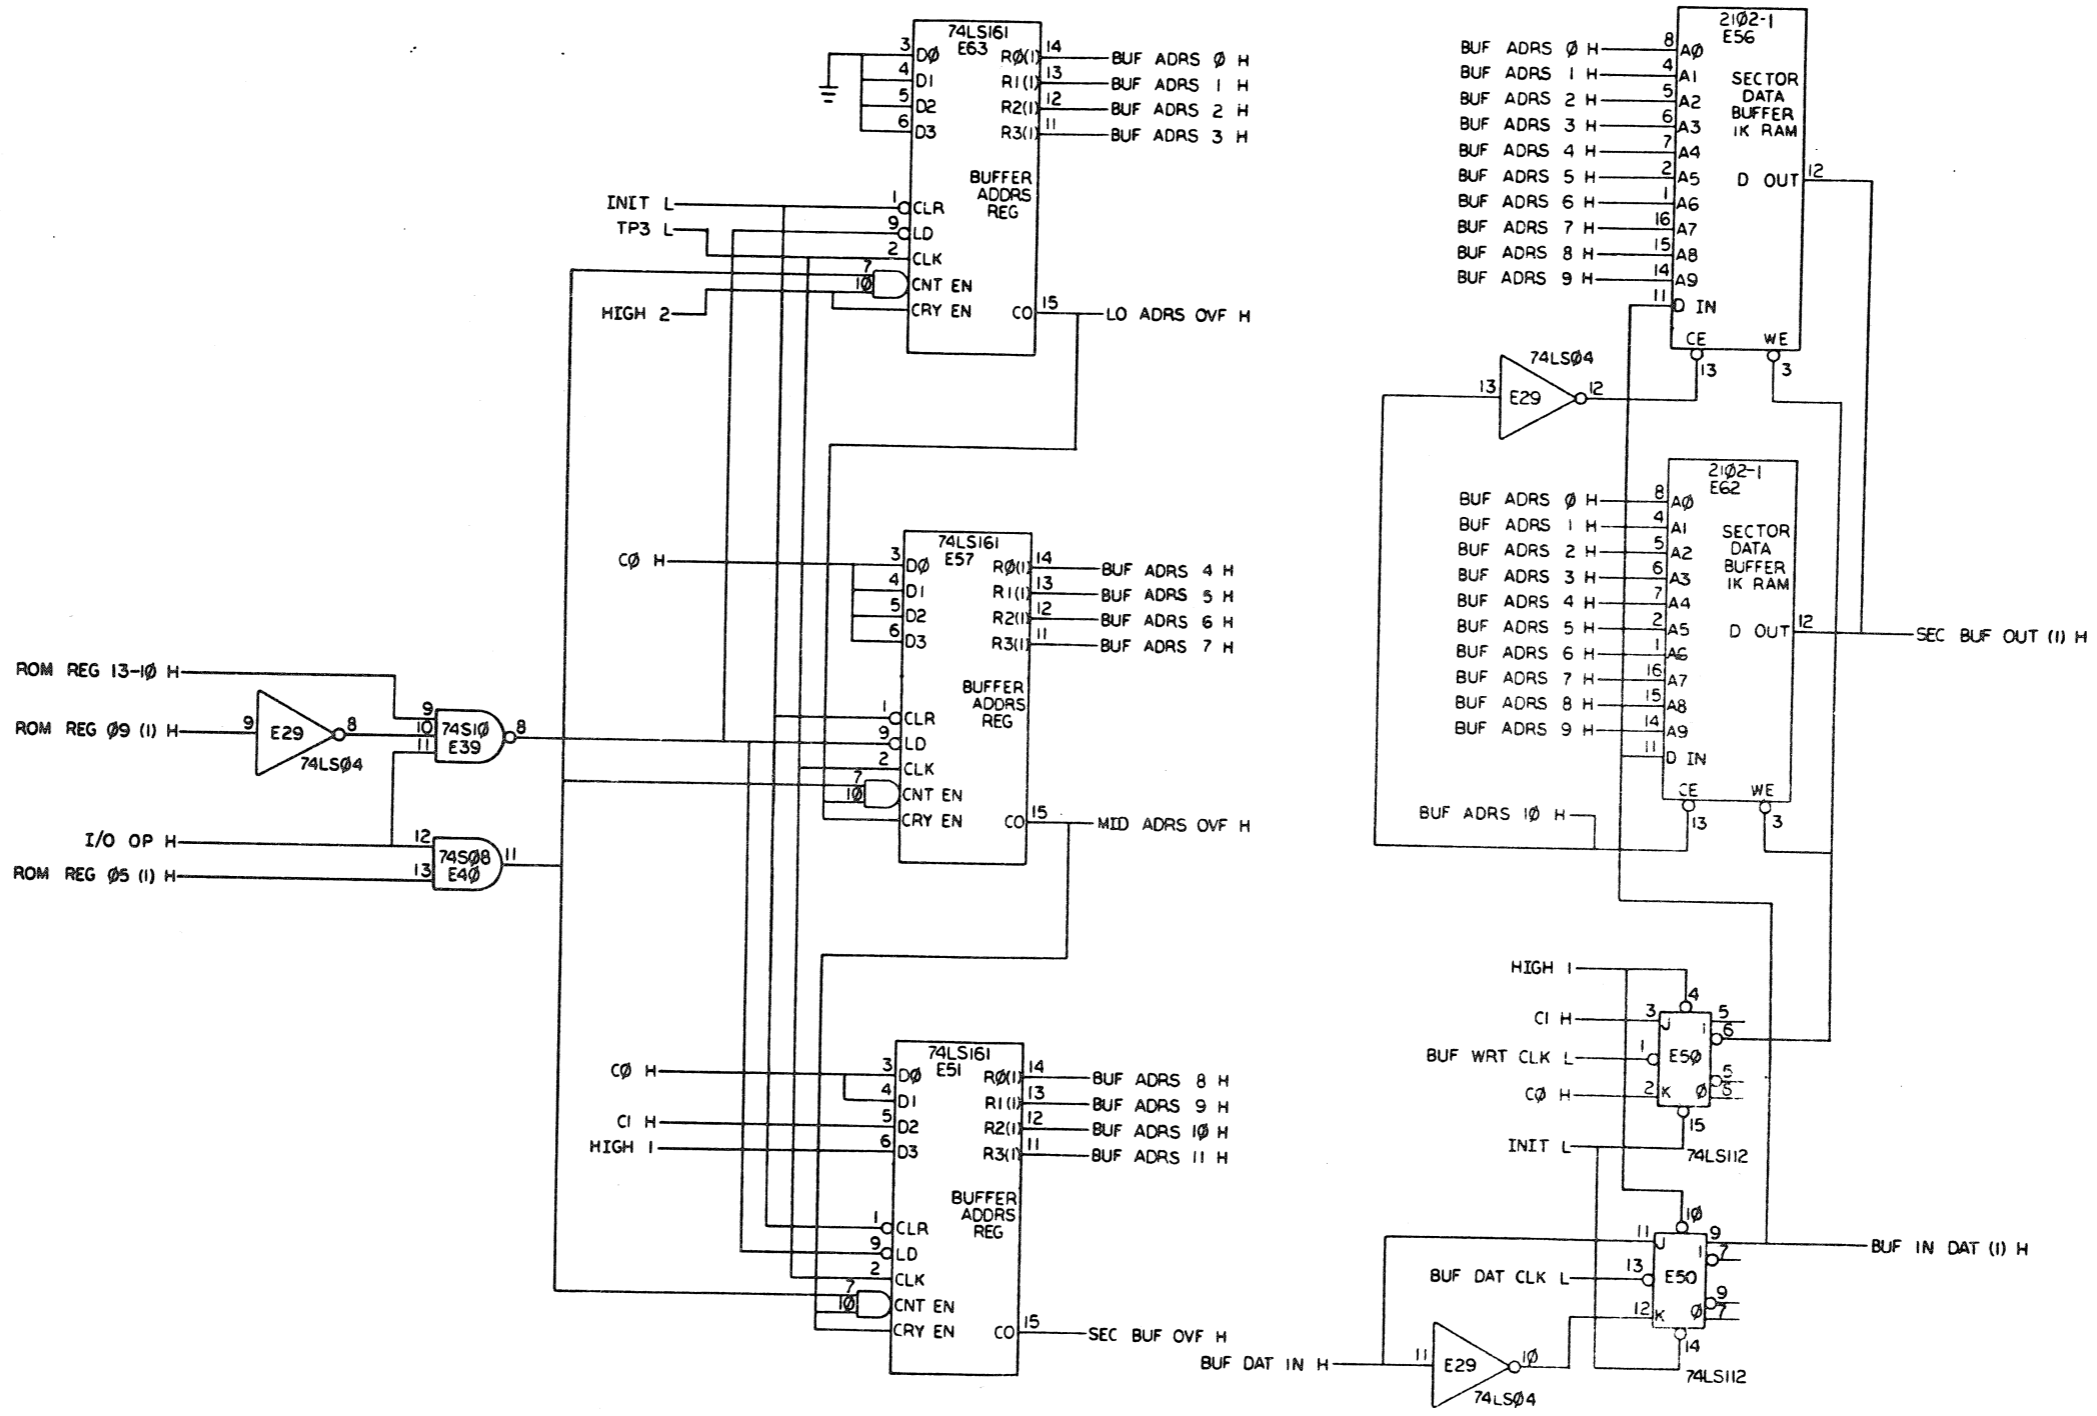 74LS161
E63
3 DØ RØ(1) 14 BUF ADRS Ø H
4 D1 R1(1) 13 BUF ADRS 1 H
5 D2 R2(1) 12 BUF ADRS 2 H
6 D3 R3(1) 11 BUF ADRS 3 H
BUFFER
ADDRS
REG
INIT L 1 CLR
9 LD
TP3 L 2 CLK
7
10 CNT EN
HIGH 2 CRY EN CO 15 LO ADRS OVF H
74LS161
E57
CØ H 3 DØ RØ(1) 14 BUF ADRS 4 H
4 D1 R1(1) 13 BUF ADRS 5 H
5 D2 R2(1) 12 BUF ADRS 6 H
6 D3 R3(1) 11 BUF ADRS 7 H
BUFFER
ADDRS
REG
1 CLR
9 LD
2 CLK
7
1Ø CNT EN
CRY EN CO 15 MID ADRS OVF H
ROM REG 13-1Ø H 9
ROM REG Ø9 (1) H 9 E29 8 1Ø 74S1Ø 8
74LSØ4 11 E39
I/O OP H 12 74SØ8 11
ROM REG Ø5 (1) H 13 E4Ø
74LS161
E51
CØ H 3 DØ RØ(1) 14 BUF ADRS 8 H
4 D1 R1(1) 13 BUF ADRS 9 H
C1 H 5 D2 R2(1) 12 BUF ADRS 1Ø H
HIGH 1 6 D3 R3(1) 11 BUF ADRS 11 H
BUFFER
ADDRS
REG
1 CLR
9 LD
2 CLK
7
1Ø CNT EN
CRY EN CO 15 SEC BUF OVF H
21Ø2-1
E56
SECTOR
DATA
BUFFER
1K RAM
BUF ADRS Ø H 8 AØ
BUF ADRS 1 H 4 A1
BUF ADRS 2 H 5 A2
BUF ADRS 3 H 6 A3
BUF ADRS 4 H 7 A4
BUF ADRS 5 H 2 A5 D OUT 12
BUF ADRS 6 H 1 A6
BUF ADRS 7 H 16 A7
BUF ADRS 8 H 15 A8
BUF ADRS 9 H 14 A9
11 D IN
CE WE
13 3
74LSØ4
13 E29 12
21Ø2-1
E62
SECTOR
DATA
BUFFER
1K RAM
BUF ADRS Ø H 8 AØ
BUF ADRS 1 H 4 A1
BUF ADRS 2 H 5 A2
BUF ADRS 3 H 6 A3
BUF ADRS 4 H 7 A4
BUF ADRS 5 H 2 A5 D OUT 12 SEC BUF OUT (1) H
BUF ADRS 6 H 1 A6
BUF ADRS 7 H 16 A7
BUF ADRS 8 H 15 A8
BUF ADRS 9 H 14 A9
11 D IN
CE WE
BUF ADRS 1Ø H 13 3
HIGH 1 4
C1 H 3 J 1 5
6
BUF WRT CLK L 1 E5Ø
5
CØ H 2 K Ø 6
15
INIT L 74LS112
1Ø
11 J 1 9 BUF IN DAT (1) H
7
BUF DAT CLK L 13 E5Ø
9
12 K Ø 7
14
74LS112
BUF DAT IN H 11 E29 1Ø
74LSØ4